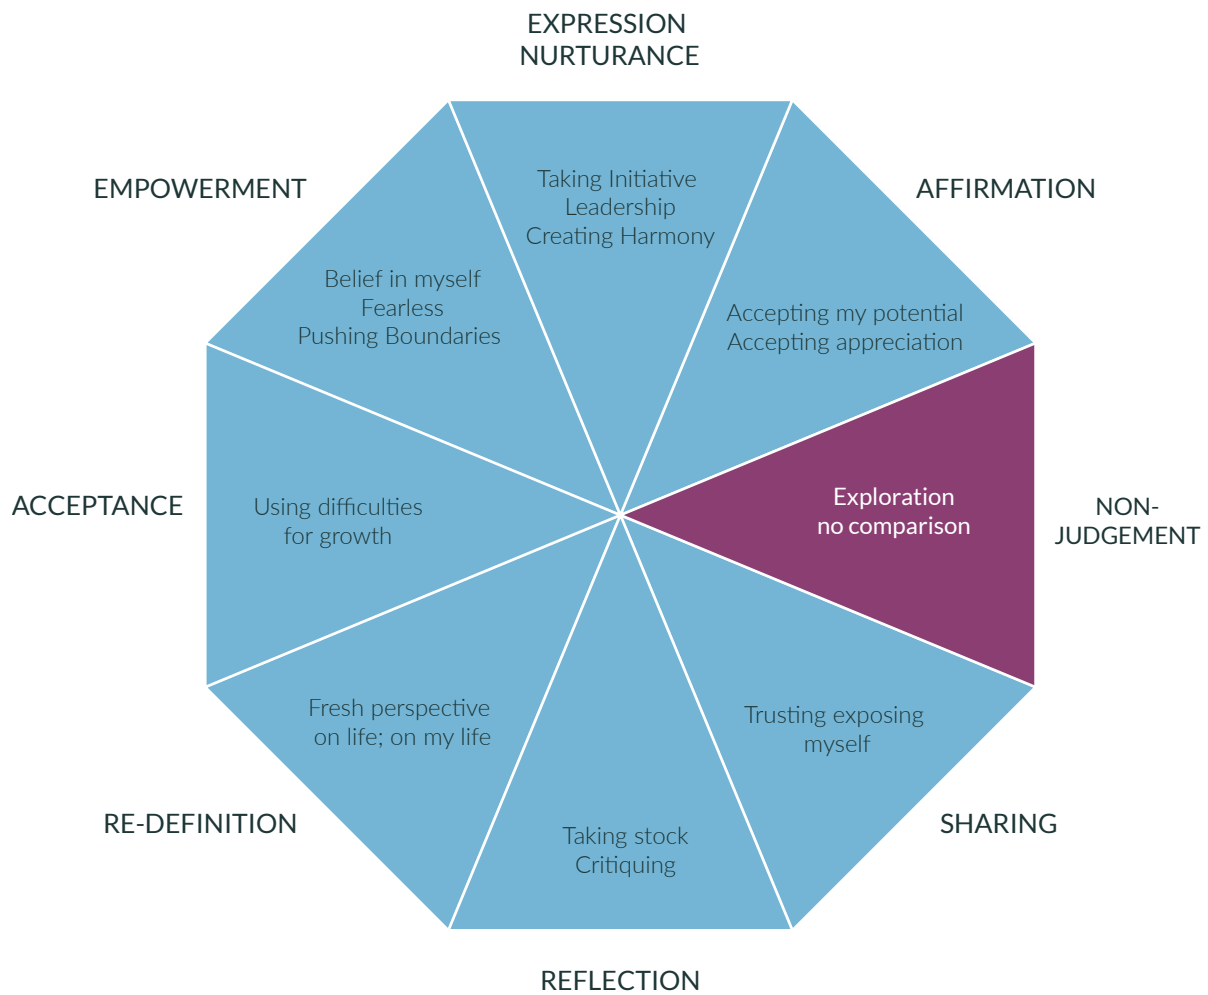 EXPRESSION
NURTURANCE
EMPOWERMENT
AFFIRMATION
Taking Initiative
Leadership
Creating Harmony
Belief in myself
Fearless
Pushing Boundaries
Accepting my potential
Accepting appreciation
ACCEPTANCE
Using difficulties
for growth
Exploration
no comparison
NON-
JUDGEMENT
Fresh perspective
on life; on my life
Trusting exposing
myself
RE-DEFINITION
SHARING
Taking stock
Critiquing
REFLECTION